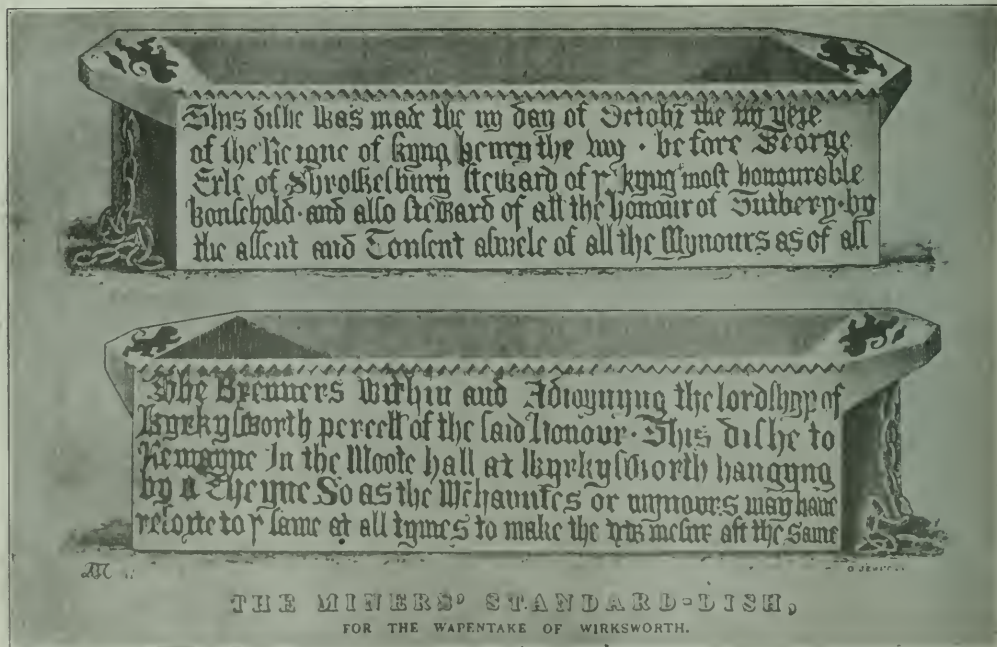 This dishe was made the iiij day of Octobr̄ the iiij yere
of the Reigne of kyng henry the viij · before George
Erle of Shrowesbury steward of yᵉ kyng most honourable
houshold · and also steward of all the honour of Tutbery · by
the assent and Consent aswele of all the Mynours as of all
the Brenners Within and Adioynyng the lordshyp of
Wyrkysworth percell of the said honour · This dishe to
Remayne In the Moote hall at Wyrkysworth hangyng
by a Cheyne So as the Mchauntes or mynours may have
resorte to yᵉ same at all tymes to make the trw mesure aft the same
THE MINERS' STANDARD-DISH,
FOR THE WAPENTAKE OF WIRKSWORTH.